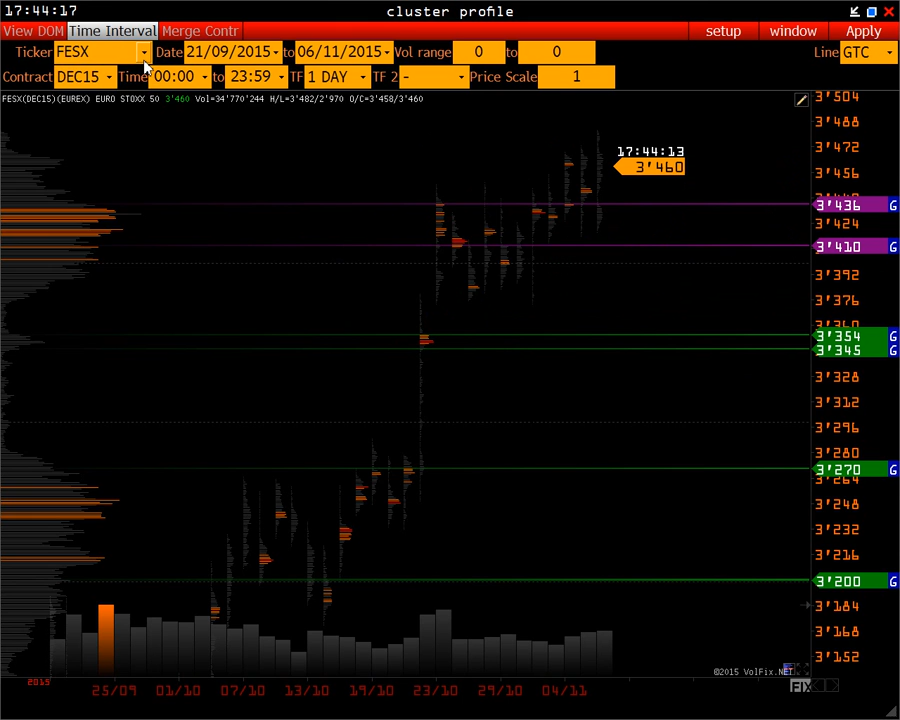 17:44:17 cluster profile
View DOM Time Interval Merge Contr setup window Apply
Ticker FESX Date 21/09/2015 to 06/11/2015 Vol range 0 to 0 Line GTC
Contract DEC15 Time 00:00 to 23:59 TF 1 DAY TF 2 - Price Scale 1
FESX(DEC15)(EUREX) EURO STOXX 50 3'460 Vol=34'770'244 H/L=3'482/2'970 O/C=3'458/3'460
3'504
3'488
17:44:13
3'472
3'460
3'456
3'436 G
3'424
3'410 G
3'392
3'376
3'360
3'354 G
3'345 G
3'328
3'312
3'296
3'280
3'270 G
3'264
3'248
3'232
3'216
3'200 G
3'184
3'168
3'152
©2015 VolFix.NET
2015 25/09 01/10 07/10 13/10 19/10 23/10 29/10 04/11
FIX